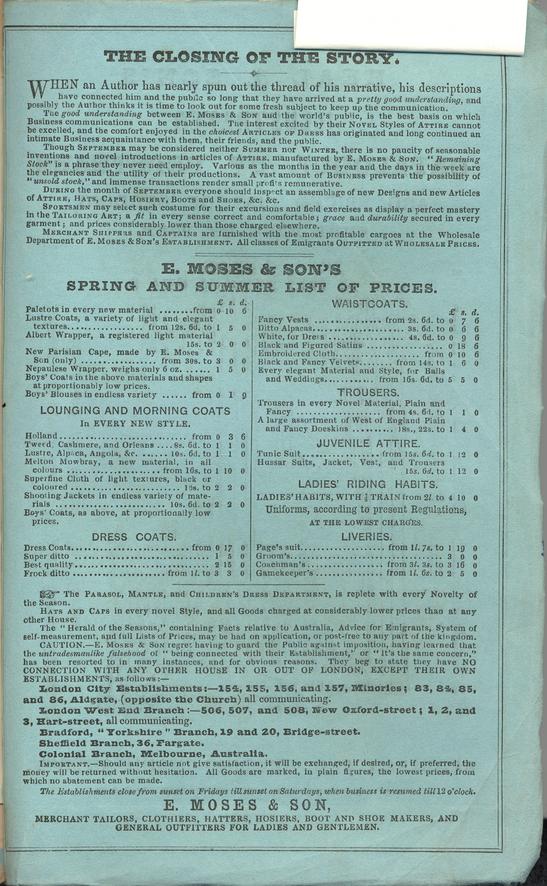 THE CLOSING OF THE STORY.
WHEN an Author has nearly spun out the thread of his narrative, his descriptions
have connected him and the public so long that they have arrived at a pretty good understanding, and
possibly the Author thinks it is time to look out for some fresh subject to keep up the communication.
The good understanding between E. MOSES & SON and the world's public, is the best basis on which
Business communications can be established. The interest excited by their NOVEL Styles of ATTIRE cannot
be excelled, and the comfort enjoyed in the choicest ARTICLES OF DRESS has originated and long continued an
intimate Business acquaintance with them, their friends, and the public.
Though SEPTEMBER may be considered neither SUMMER nor WINTER, there is no paucity of seasonable
inventions and novel introductions in articles of ATTIRE, manufactured by E. MOSES & SON. "Remaining
Stock" is a phrase they never need employ. Various as the months in the year and the days in the week are
the elegancies and the utility of their productions. A vast amount of BUSINESS prevents the possibility of
"unsold stock," and immense transactions render small profits remunerative.
DURING the month of SEPTEMBER everyone should inspect an assemblage of new Designs and new Articles
of ATTIRE, HATS, CAPS, HOSIERY, BOOTS and SHOES, &c. &c.
SPORTSMEN may select such costume for their excursions and field exercises as display a perfect mastery
in the TAILORING ART; a fit in every sense correct and comfortable; grace and durability secured in every
garment; and prices considerably lower than those charged elsewhere.
MERCHANT SHIPPERS and CAPTAINS are furnished with the most profitable cargoes at the Wholesale
Department of E. MOSES & SON'S ESTABLISHMENT. All classes of Emigrants OUTFITTED at WHOLESALE PRICES.
E. MOSES & SON'S
SPRING AND SUMMER LIST OF PRICES.
£ s. d.
Paletots in every new material ........from 0 10 6
Lustre Coats, a variety of light and elegant
textures.................. from 12s. 6d. to 1 5 0
Albert Wrapper, a registered light material
15s. to 2 0 0
New Parisian Cape, made by E. Moses &
Son (only) .................. from 30s. to 3 0 0
Nepaulese Wrapper, weighs only 6 oz....... 1 5 0
Boys' Coats in the above materials and shapes
at proportionably low prices.
Boys' Blouses in endless variety ...... from 0 1 9
LOUNGING AND MORNING COATS
IN EVERY NEW STYLE.
Holland.......................... from 0 3 6
Tweed, Cashmere, and Orleans .... 8s. 6d. to 1 1 0
Lustre, Alpaca, Angola, &c. ...... 10s. 6d. to 1 1 0
Melton Mowbray, a new material, in all
colours ...................... from 16s. to 1 10 0
Superfine Cloth of light textures, black or
coloured ........................ 18s. to 2 2 0
Shooting Jackets in endless variety of mate-
rials ........................ 10s. 6d. to 2 2 0
Boys' Coats, as above, at proportionably low
prices.
DRESS COATS.
Dress Coats........................ from 0 17 0
Super ditto ............................ 1 5 0
Best quality............................ 2 15 0
Frock ditto ................ from 1l. to 3 3 0
WAISTCOATS.
£ s. d.
Fancy Vests .............. from 2s. 6d. to 0 7 6
Ditto Alpacas.................. 3s. 6d. to 0 6 6
White, for Dress .............. 4s. 6d. to 0 9 6
Black and Figured Satins .......... 0 18 6
Embroidered Cloth................ from 0 10 6
Black and Fancy Velvets...... from 14s. to 1 6 0
Every elegant Material and Style, for Balls
and Weddings.............. from 16s. 6d. to 5 5 0
TROUSERS.
Trousers in every Novel Material, Plain and
Fancy .................... from 4s. 6d. to 1 1 0
A large assortment of West of England Plain
and Fancy Doeskins ........ 18s., 22s. to 1 4 0
JUVENILE ATTIRE.
Tunic Suit................ from 15s. 6d. to 1 12 0
Hussar Suits, Jacket, Vest, and Trousers
15s. 6d. to 1 12 0
LADIES' RIDING HABITS.
LADIES' HABITS, WITH ¾ TRAIN from 2l. to 4 10 0
Uniforms, according to present Regulations,
AT THE LOWEST CHARGES.
LIVERIES.
Page's suit.................. from 1l. 7s. to 1 19 0
Groom's .............................. 3 0 0
Coachman's ................ from 3l. 3s. to 3 16 0
Gamekeeper's .............. from 1l. 6s. to 2 5 0
☞ The PARASOL, MANTLE, and CHILDREN'S DRESS DEPARTMENT, is replete with every Novelty of
the Season.
HATS AND CAPS in every novel Style, and all Goods charged at considerably lower prices than at any
other House.
The "Herald of the Seasons," containing Facts relative to Australia, Advice for Emigrants, System of
self-measurement, and full Lists of Prices, may be had on application, or post-free to any part of the kingdom.
CAUTION.—E. MOSES & SON regret having to guard the Public against imposition, having learned that
the untradesmanlike falsehood of "being connected with their Establishment," or "it's the same concern,"
has been resorted to in many instances, and for obvious reasons. They beg to state they have NO
CONNECTION WITH ANY OTHER HOUSE IN OR OUT OF LONDON, EXCEPT THEIR OWN
ESTABLISHMENTS, as follows:—
London City Establishments:—154, 155, 156, and 157, Minories; 83, 84, 85,
and 86, Aldgate, (opposite the Church) all communicating.
London West End Branch:—506, 507, and 508, New Oxford-street; 1, 2, and
3, Hart-street, all communicating.
Bradford, "Yorkshire" Branch, 19 and 20, Bridge-street.
Sheffield Branch, 36, Fargate.
Colonial Branch, Melbourne, Australia.
IMPORTANT.—Should any article not give satisfaction, it will be exchanged, if desired, or, if preferred, the
money will be returned without hesitation. All Goods are marked, in plain figures, the lowest prices, from
which no abatement can be made.
The Establishments close from sunset on Fridays till sunset on Saturdays, when business is resumed till 12 o'clock.
E. MOSES & SON,
MERCHANT TAILORS, CLOTHIERS, HATTERS, HOSIERS, BOOT AND SHOE MAKERS, AND
GENERAL OUTFITTERS FOR LADIES AND GENTLEMEN.